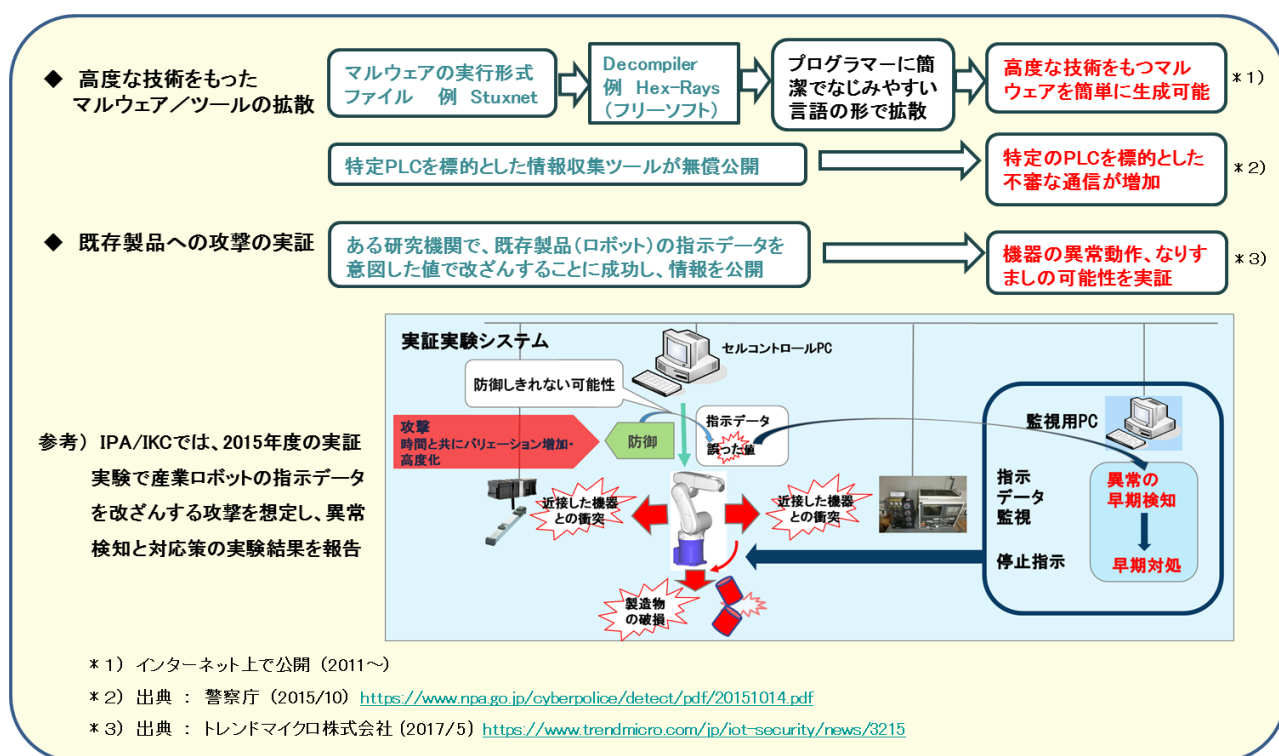 ◆ 高度な技術をもった
マルウェア／ツールの拡散
マルウェアの実行形式
ファイル 例 Stuxnet
Decompiler
例 Hex-Rays
（フリーソフト）
プログラマーに簡
潔でなじみやすい
言語の形で拡散
高度な技術をもつマル
ウェアを簡単に生成可能
＊1）
特定PLCを標的とした情報収集ツールが無償公開
特定のPLCを標的とした
不審な通信が増加
＊2）
◆ 既存製品への攻撃の実証
ある研究機関で、既存製品（ロボット）の指示データを
意図した値で改ざんすることに成功し、情報を公開
機器の異常動作、なりす
ましの可能性を実証
＊3）
実証実験システム
セルコントロールPC
防御しきれない可能性
攻撃
時間と共にバリエーション増加・
高度化
防御
指示データ
誤った値
監視用PC
近接した機器
との衝突
近接した機器
との衝突
指示
データ
監視
異常の
早期検知
早期対処
停止指示
製造物
の破損
参考） IPA/IKCでは、2015年度の実証
実験で産業ロボットの指示データ
を改ざんする攻撃を想定し、異常
検知と対応策の実験結果を報告
＊1） インターネット上で公開 （2011～）
＊2） 出典 ： 警察庁 （2015/10） https://www.npa.go.jp/cyberpolice/detect/pdf/20151014.pdf
＊3） 出典 ： トレンドマイクロ株式会社 （2017/5） https://www.trendmicro.com/jp/iot-security/news/3215